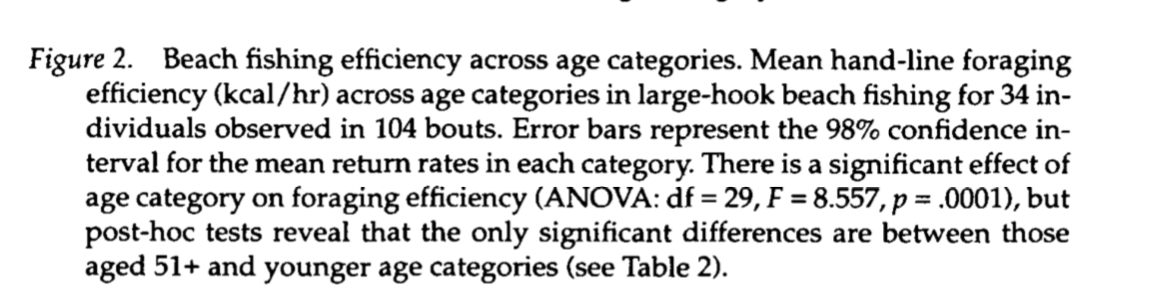 Figure 2. Beach fishing efficiency across age categories. Mean hand-line foraging
efficiency (kcal/hr) across age categories in large-hook beach fishing for 34 in-
dividuals observed in 104 bouts. Error bars represent the 98% confidence in-
terval for the mean return rates in each category. There is a significant effect of
age category on foraging efficiency (ANOVA: df = 29, F = 8.557, p = .0001), but
post-hoc tests reveal that the only significant differences are between those
aged 51+ and younger age categories (see Table 2).